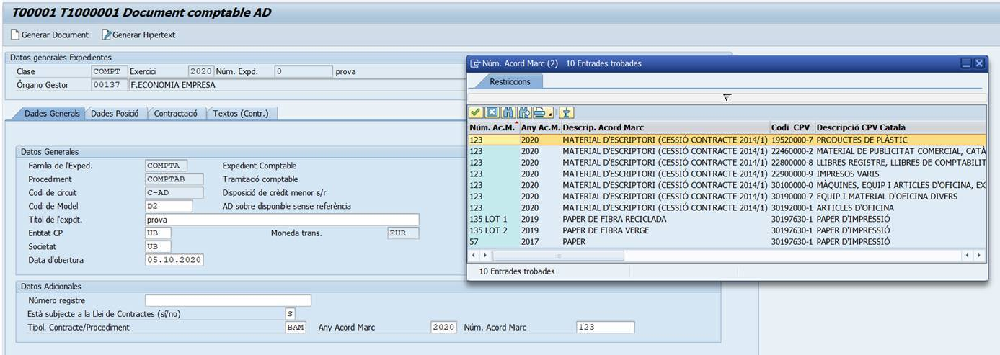 T00001 T1000001 Document comptable AD
Generar Document Generar Hipertext
Datos generales Expedientes
Clase COMPT Exercici 2020 Núm. Expd. 0 prova
Órgano Gestor 00137 F.ECONOMIA EMPRESA
Dades Generals Dades Posició Contractació Textos (Contr.)
Datos Generales
Família de l'Exped. COMPTA Expedient Comptable
Procediment COMPTAB Tramitació comptable
Codi de circuit C-AD Disposició de crèdit menor s/r
Codi de Model D2 AD sobre disponible sense referència
Títol de l'expdt. prova
Entitat CP UB Moneda trans. EUR
Societat UB
Data d'obertura 05.10.2020
Datos Adicionales
Número registre
Està subjecte a la Llei de Contractes (sí/no) S
Tipol. Contracte/Procediment BAM Any Acord Marc 2020 Núm. Acord Marc 123
Núm. Acord Marc (2) 10 Entrades trobades
Restriccions
Núm. Ac.M. Any Ac.M. Descrip. Acord Marc Codi CPV Descripció CPV Català
123 2020 MATERIAL D'ESCRIPTORI (CESSIÓ CONTRACTE 2014/1) 19520000-7 PRODUCTES DE PLÀSTIC
123 2020 MATERIAL D'ESCRIPTORI (CESSIÓ CONTRACTE 2014/1) 22460000-2 MATERIAL DE PUBLICITAT COMERCIAL, CATÀ
123 2020 MATERIAL D'ESCRIPTORI (CESSIÓ CONTRACTE 2014/1) 22800000-8 LLIBRES REGISTRE, LLIBRES DE COMPTABILIT
123 2020 MATERIAL D'ESCRIPTORI (CESSIÓ CONTRACTE 2014/1) 22900000-9 IMPRESOS VARIS
123 2020 MATERIAL D'ESCRIPTORI (CESSIÓ CONTRACTE 2014/1) 30100000-0 MÀQUINES, EQUIP I ARTICLES D'OFICINA, EX
123 2020 MATERIAL D'ESCRIPTORI (CESSIÓ CONTRACTE 2014/1) 30190000-7 EQUIP I MATERIAL D'OFICINA DIVERS
123 2020 MATERIAL D'ESCRIPTORI (CESSIÓ CONTRACTE 2014/1) 30192000-1 ARTICLES D'OFICINA
135 LOT 1 2019 PAPER DE FIBRA RECICLADA 30197630-1 PAPER D'IMPRESSIÓ
135 LOT 2 2019 PAPER DE FIBRA VERGE 30197630-1 PAPER D'IMPRESSIÓ
57 2017 PAPER 30197630-1 PAPER D'IMPRESSIÓ
10 Entrades trobades